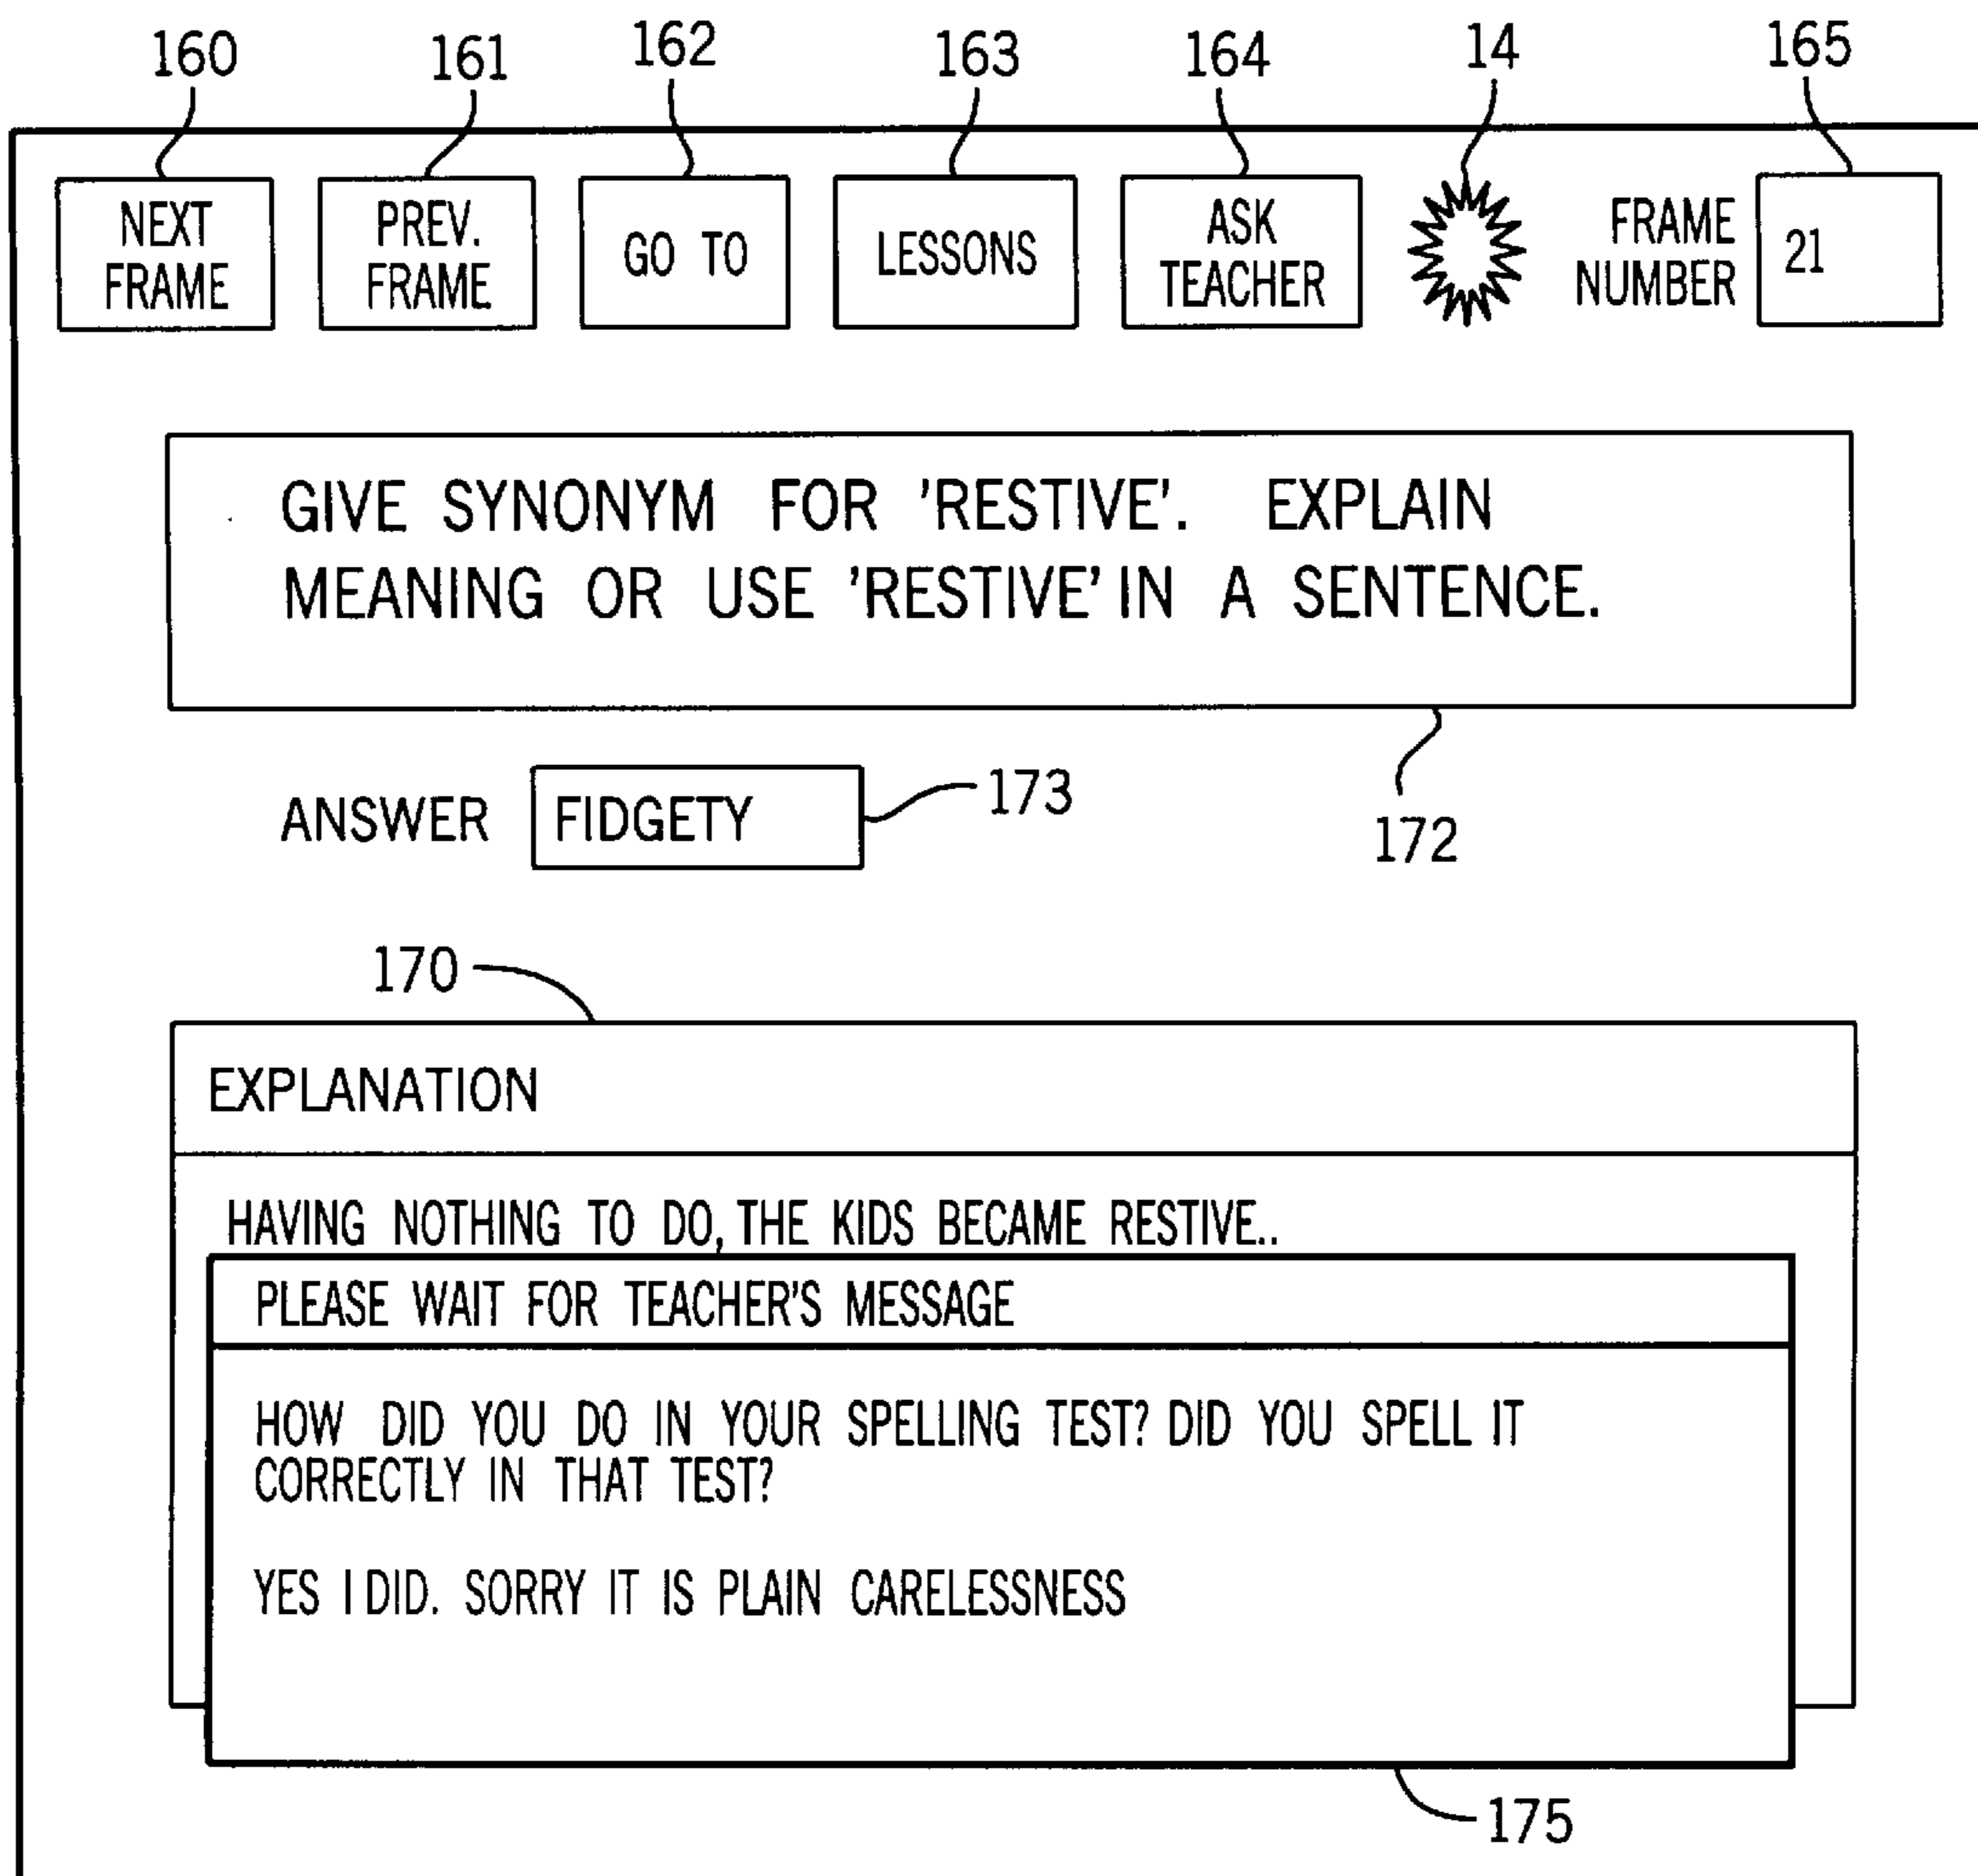 160 161 162 163 164 14 165
NEXT FRAME
PREV. FRAME
GO TO
LESSONS
ASK TEACHER
FRAME NUMBER
21
GIVE SYNONYM FOR 'RESTIVE'. EXPLAIN
MEANING OR USE 'RESTIVE' IN A SENTENCE.
172
ANSWER FIDGETY 173
170
EXPLANATION
HAVING NOTHING TO DO, THE KIDS BECAME RESTIVE..
PLEASE WAIT FOR TEACHER'S MESSAGE
HOW DID YOU DO IN YOUR SPELLING TEST? DID YOU SPELL IT
CORRECTLY IN THAT TEST?
YES I DID. SORRY IT IS PLAIN CARELESSNESS
175